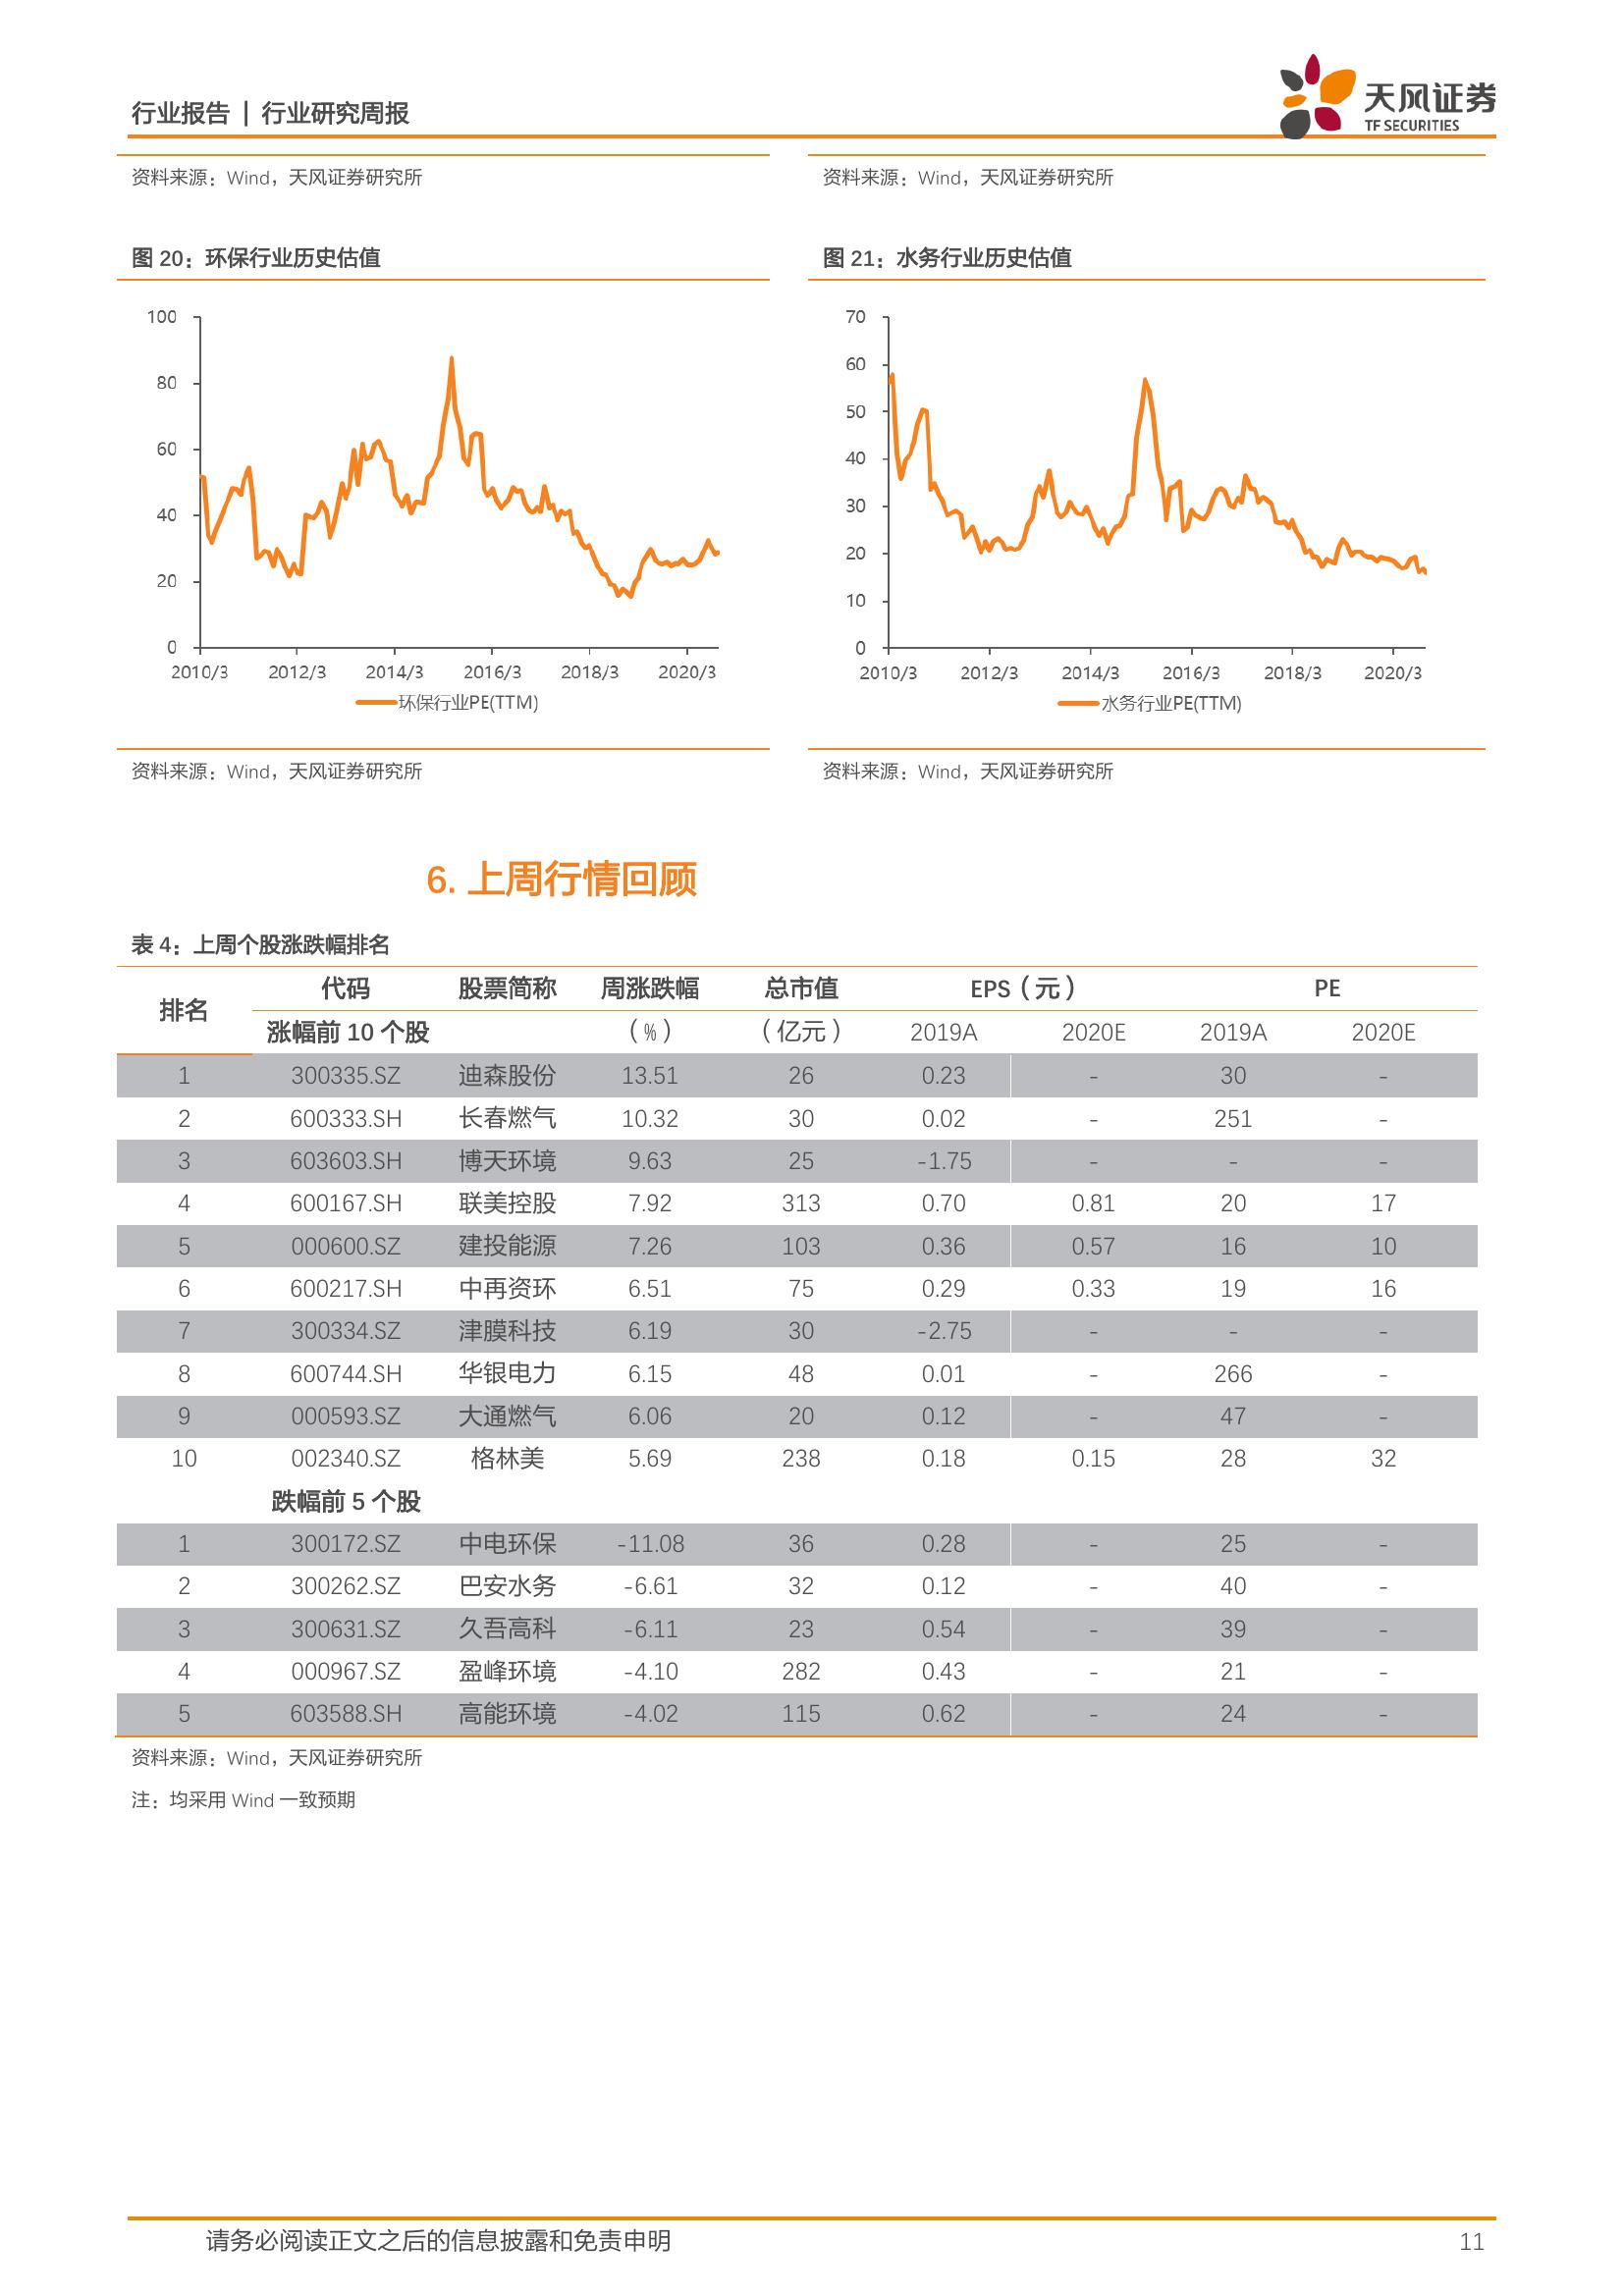 行业报告 | 行业研究周报
天风证券
TF SECURITIES
资料来源：Wind，天风证券研究所
资料来源：Wind，天风证券研究所
图 20：环保行业历史估值
100
80
60
40
20
0
2010/3 2012/3 2014/3 2016/3 2018/3 2020/3
环保行业PE(TTM)
资料来源：Wind，天风证券研究所
图 21：水务行业历史估值
70
60
50
40
30
20
10
0
2010/3 2012/3 2014/3 2016/3 2018/3 2020/3
水务行业PE(TTM)
资料来源：Wind，天风证券研究所
6. 上周行情回顾
表 4：上周个股涨跌幅排名
排名 代码 股票简称 周涨跌幅 总市值 EPS（元） PE
涨幅前 10 个股 （%） （亿元） 2019A 2020E 2019A 2020E
1 300335.SZ 迪森股份 13.51 26 0.23 - 30 -
2 600333.SH 长春燃气 10.32 30 0.02 - 251 -
3 603603.SH 博天环境 9.63 25 -1.75 - - -
4 600167.SH 联美控股 7.92 313 0.70 0.81 20 17
5 000600.SZ 建投能源 7.26 103 0.36 0.57 16 10
6 600217.SH 中再资环 6.51 75 0.29 0.33 19 16
7 300334.SZ 津膜科技 6.19 30 -2.75 - - -
8 600744.SH 华银电力 6.15 48 0.01 - 266 -
9 000593.SZ 大通燃气 6.06 20 0.12 - 47 -
10 002340.SZ 格林美 5.69 238 0.18 0.15 28 32
跌幅前 5 个股
1 300172.SZ 中电环保 -11.08 36 0.28 - 25 -
2 300262.SZ 巴安水务 -6.61 32 0.12 - 40 -
3 300631.SZ 久吾高科 -6.11 23 0.54 - 39 -
4 000967.SZ 盈峰环境 -4.10 282 0.43 - 21 -
5 603588.SH 高能环境 -4.02 115 0.62 - 24 -
资料来源：Wind，天风证券研究所
注：均采用 Wind 一致预期
请务必阅读正文之后的信息披露和免责申明 11